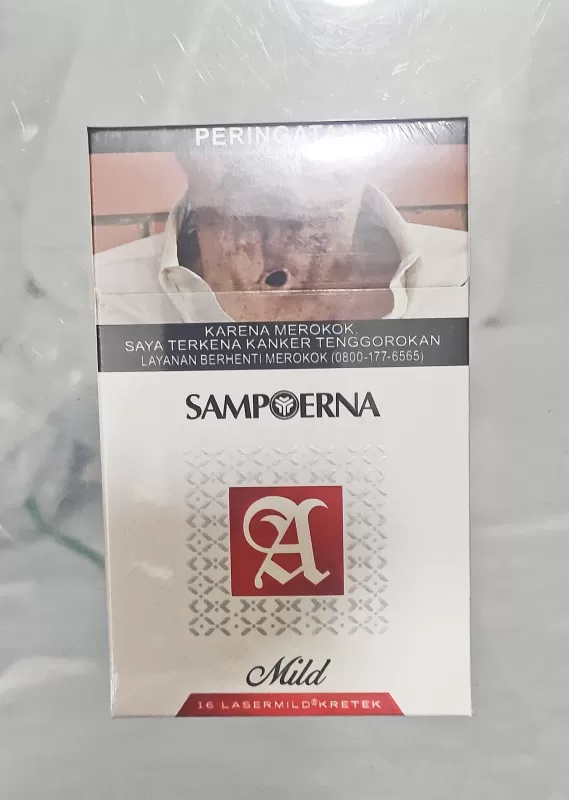 PERINGATAN
KARENA MEROKOK,
SAYA TERKENA KANKER TENGGOROKAN
LAYANAN BERHENTI MEROKOK (0800-177-6565)
SAMPOERNA
A
Mild
16 LASERMILD® KRETEK